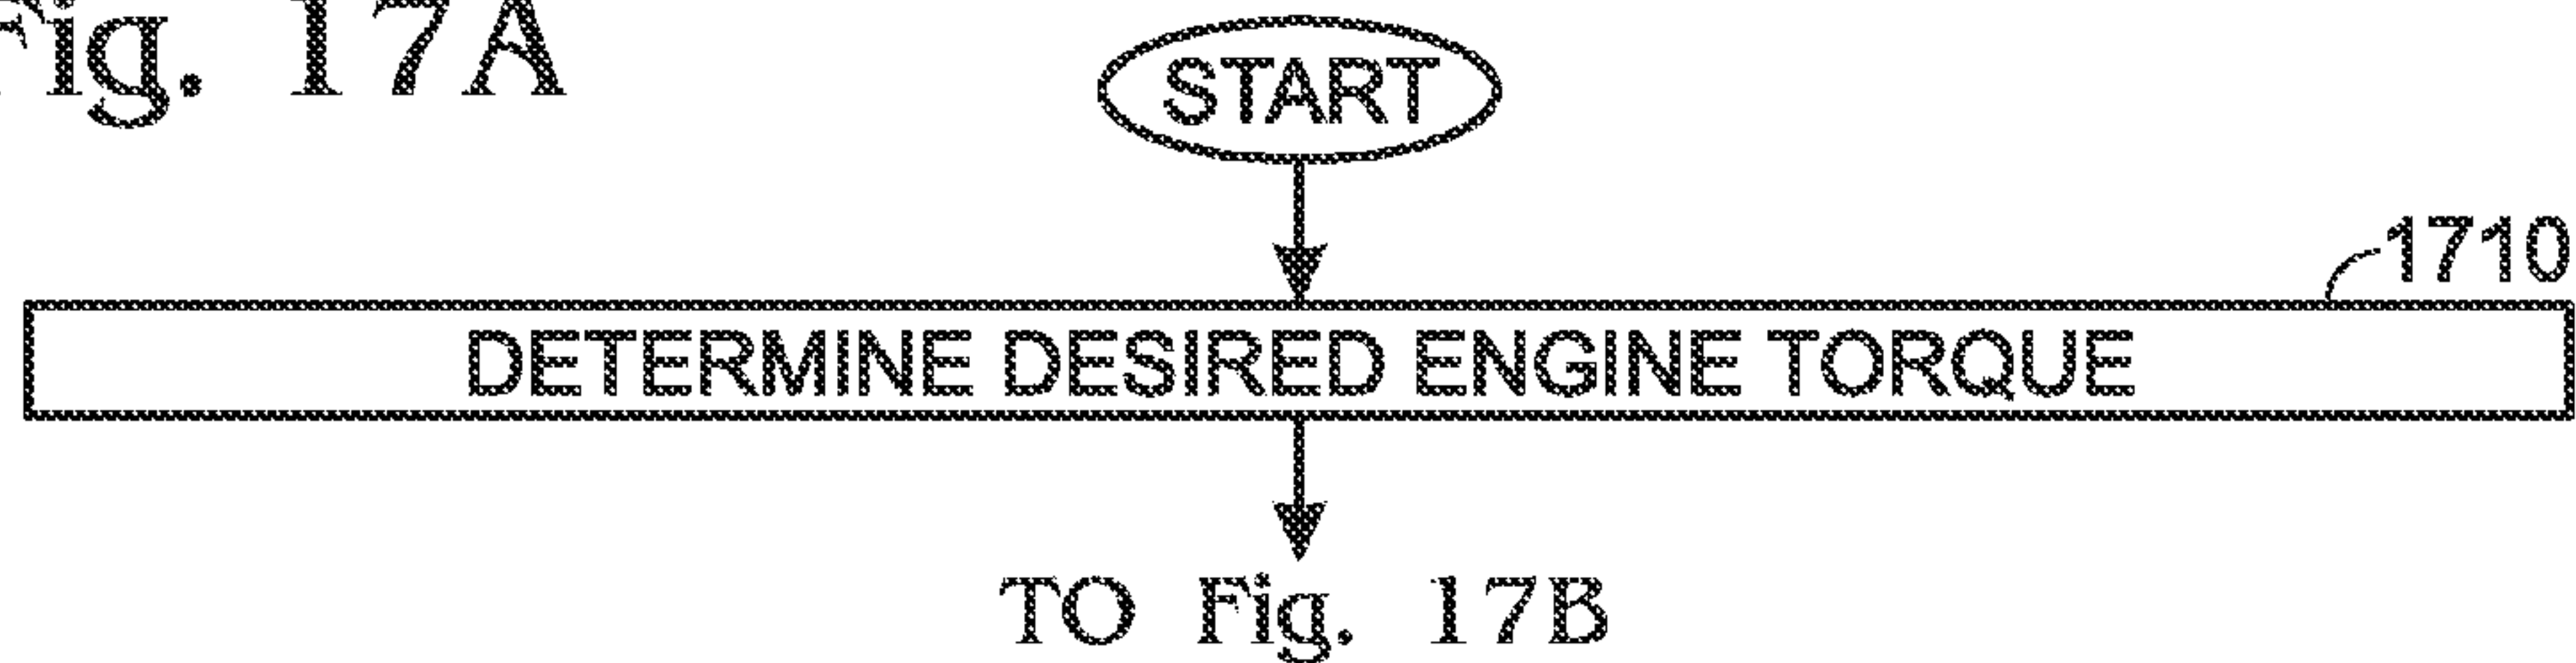 Fig. 17A
START
1710
DETERMINE DESIRED ENGINE TORQUE
TO Fig. 17B